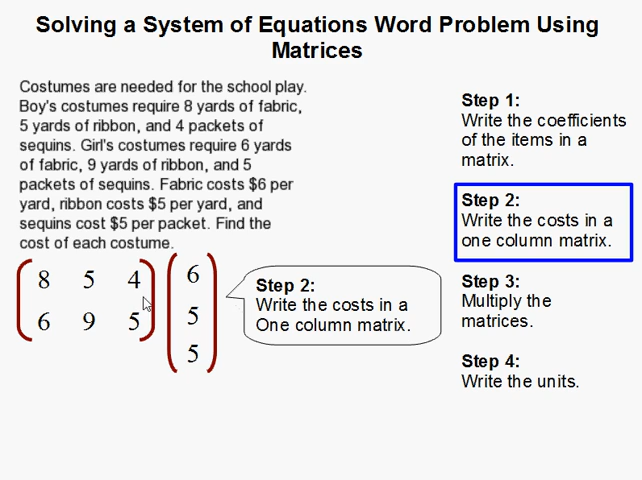 Solving a System of Equations Word Problem Using
Matrices
Costumes are needed for the school play.
Boy's costumes require 8 yards of fabric,
5 yards of ribbon, and 4 packets of
sequins. Girl's costumes require 6 yards
of fabric, 9 yards of ribbon, and 5
packets of sequins. Fabric costs $6 per
yard, ribbon costs $5 per yard, and
sequins cost $5 per packet. Find the
cost of each costume.
8 5 4
6 9 5
6
5
5
Step 2:
Write the costs in a
One column matrix.
Step 1:
Write the coefficients
of the items in a
matrix.
Step 2:
Write the costs in a
one column matrix.
Step 3:
Multiply the
matrices.
Step 4:
Write the units.